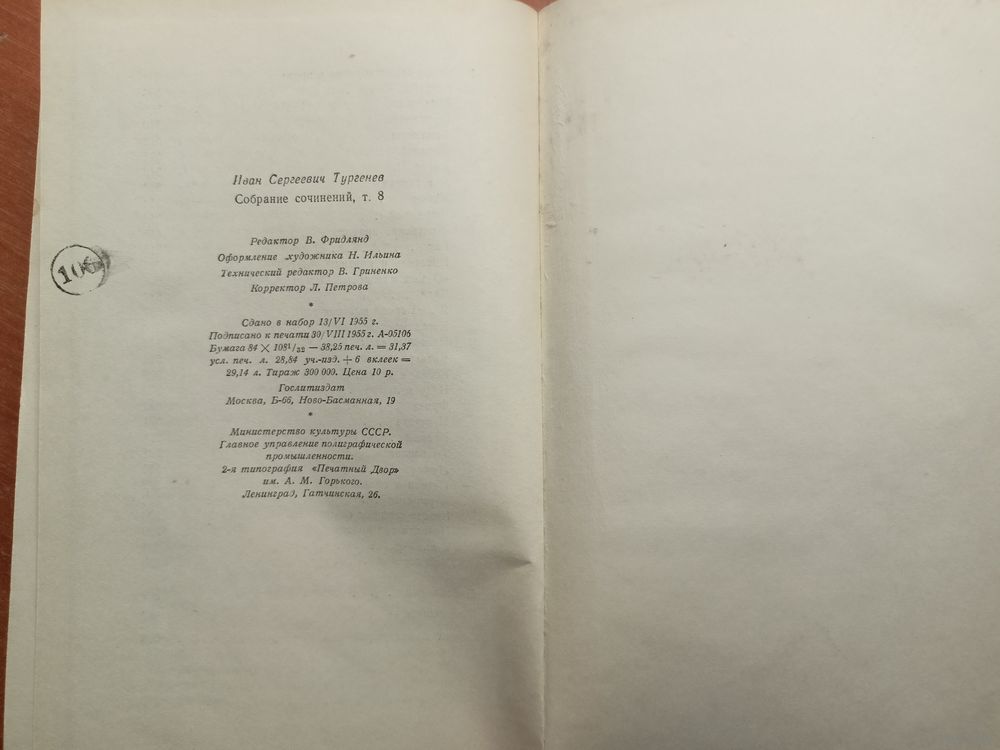 Иван Сергеевич Тургенев
Собрание сочинений, т. 8
Редактор В. Фридлянд
Оформление художника Н. Ильина
Технический редактор В. Гриненко
Корректор Л. Петрова
*
Сдано в набор 13/VI 1955 г.
Подписано к печати 30/VIII 1955 г. А-05106
Бумага 84 × 108¹/₃₂ — 38,25 печ. л. = 31,37
усл. печ. л. 28,84 уч.-изд. + 6 вклеек =
29,14 л. Тираж 300 000. Цена 10 р.
Гослитиздат
Москва, Б-66, Ново-Басманная, 19
*
Министерство культуры СССР.
Главное управление полиграфической
промышленности.
2-я типография «Печатный Двор»
им. А. М. Горького.
Ленинград, Гатчинская, 26.